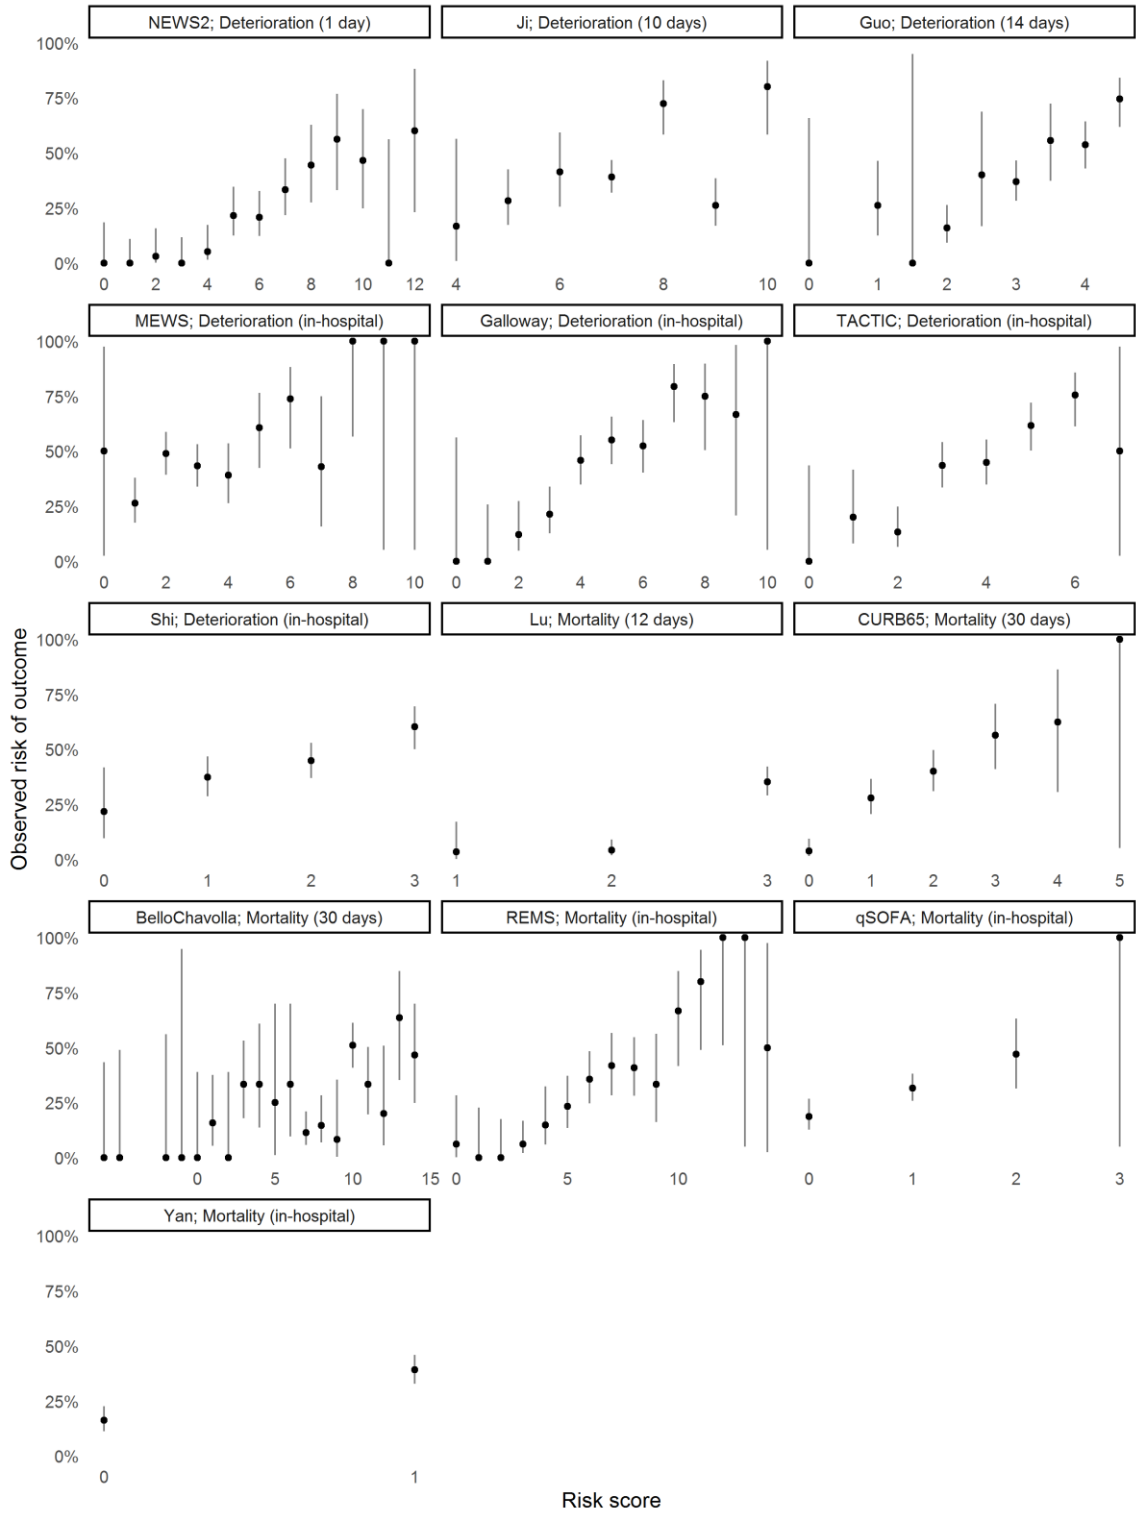 NEWS2; Deterioration (1 day)
Ji; Deterioration (10 days)
Guo; Deterioration (14 days)
100%
75%
50%
25%
0%
0 2 4 6 8 10 12
4 6 8 10
0 1 2 3 4
MEWS; Deterioration (in-hospital)
Galloway; Deterioration (in-hospital)
TACTIC; Deterioration (in-hospital)
100%
75%
50%
25%
0%
0 2 4 6 8 10
0 2 4 6 8 10
0 2 4 6
Shi; Deterioration (in-hospital)
Lu; Mortality (12 days)
CURB65; Mortality (30 days)
100%
75%
50%
25%
0%
0 1 2 3
1 2 3
0 1 2 3 4 5
Observed risk of outcome
BelloChavolla; Mortality (30 days)
REMS; Mortality (in-hospital)
qSOFA; Mortality (in-hospital)
100%
75%
50%
25%
0%
0 5 10 15
0 5 10
0 1 2 3
Yan; Mortality (in-hospital)
100%
75%
50%
25%
0%
0 1
Risk score